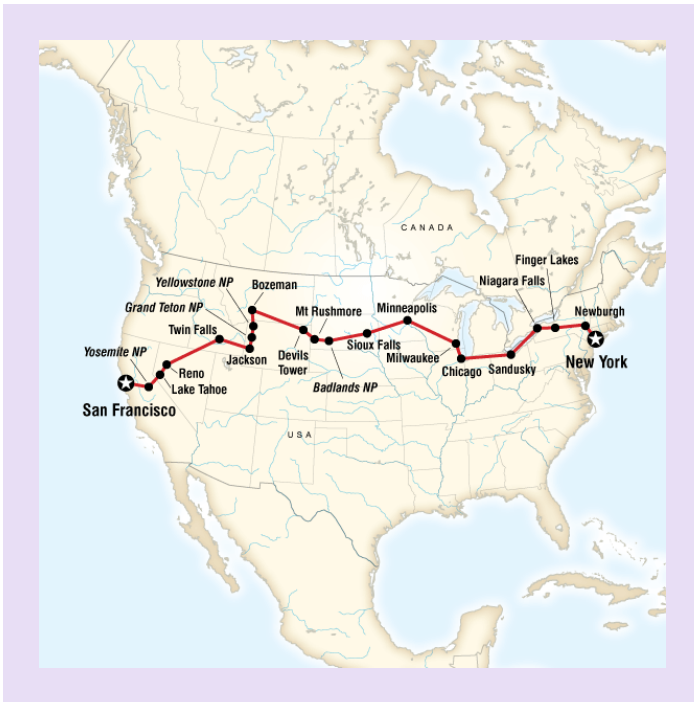 CANADA
Finger Lakes
Niagara Falls
Yellowstone NP
Bozeman
Grand Teton NP
Mt Rushmore
Minneapolis
Newburgh
Twin Falls
Yosemite NP
Jackson
Devils
Tower
Sioux Falls
Milwaukee
New York
Reno
Lake Tahoe
Badlands NP
Chicago
Sandusky
San Francisco
USA